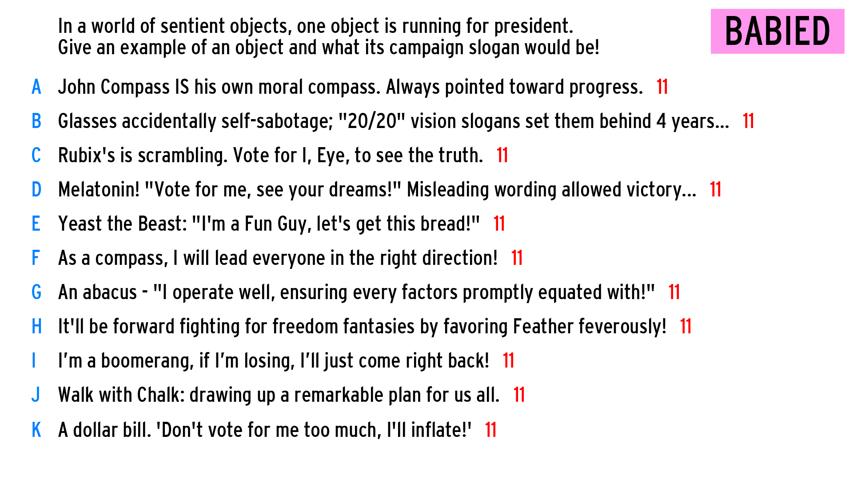 In a world of sentient objects, one object is running for president.
Give an example of an object and what its campaign slogan would be!
BABIED
A John Compass IS his own moral compass. Always pointed toward progress. 11
B Glasses accidentally self-sabotage; "20/20" vision slogans set them behind 4 years... 11
C Rubix's is scrambling. Vote for I, Eye, to see the truth. 11
D Melatonin! "Vote for me, see your dreams!" Misleading wording allowed victory... 11
E Yeast the Beast: "I'm a Fun Guy, let's get this bread!" 11
F As a compass, I will lead everyone in the right direction! 11
G An abacus - "I operate well, ensuring every factors promptly equated with!" 11
H It'll be forward fighting for freedom fantasies by favoring Feather feverously! 11
I I’m a boomerang, if I’m losing, I’ll just come right back! 11
J Walk with Chalk: drawing up a remarkable plan for us all. 11
K A dollar bill. 'Don't vote for me too much, I'll inflate!' 11